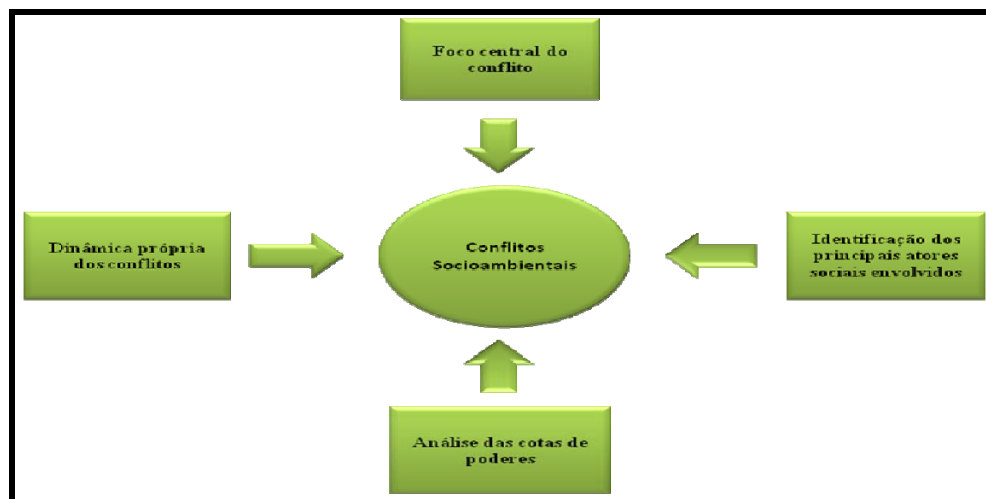 Foco central do
conflito
Dinâmica própria
dos conflitos
Conflitos
Socioambientais
Identificação dos
principais atores
sociais envolvidos
Análise das cotas de
poderes